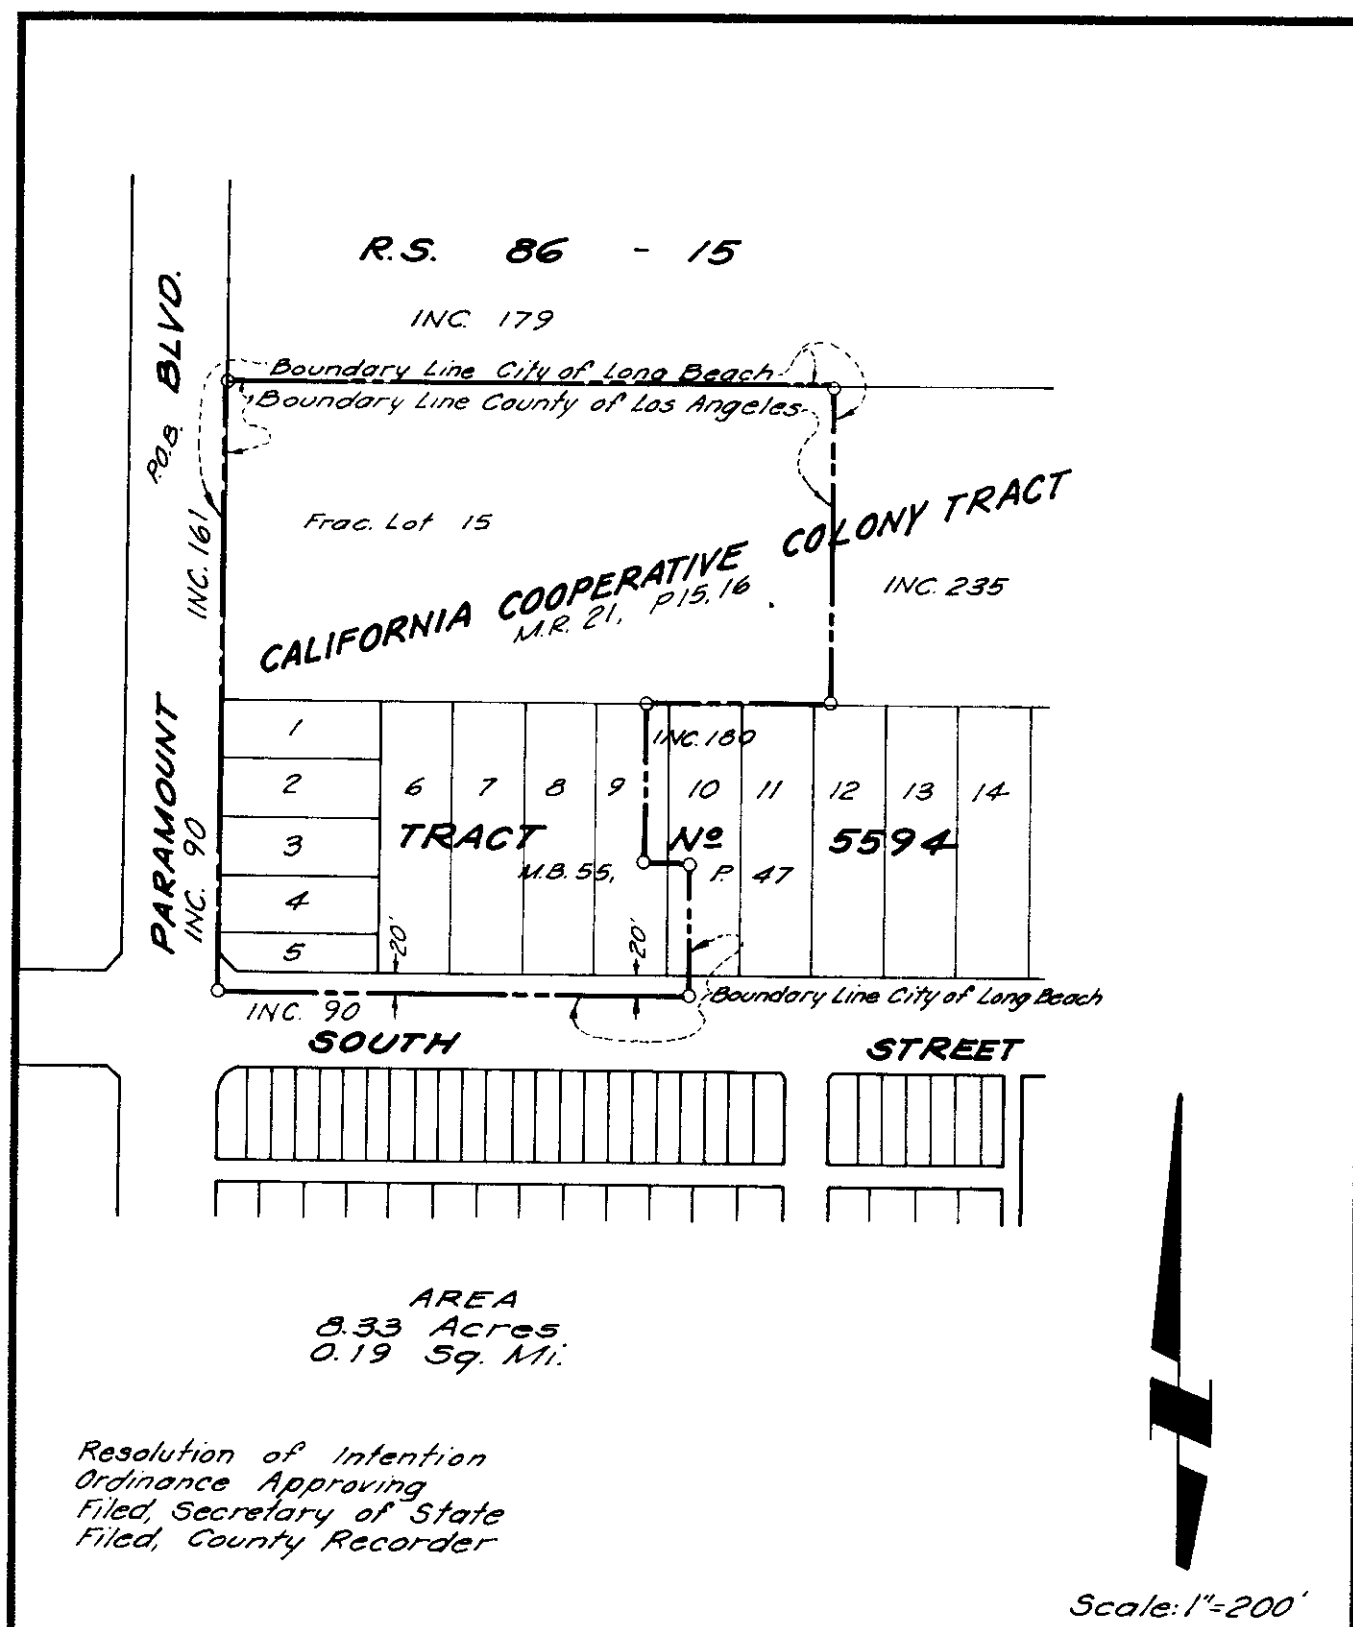 R.S. 86 - 15
INC. 179
Boundary Line City of Long Beach
Boundary Line County of Los Angeles
P.O.B.
PARAMOUNT BLVD.
INC. 161
INC. 90
Frac. Lot 15
CALIFORNIA COOPERATIVE COLONY TRACT
M.R. 21, P 15, 16
INC. 235
INC. 180
1
2
3
4
5
6 7 8 9 10 11 12 13 14
TRACT Nº 5594
M.B. 55, P. 47
20' 20'
Boundary Line City of Long Beach
INC. 90
SOUTH STREET
AREA
8.33 Acres
0.19 Sq. Mi.
Resolution of Intention
Ordinance Approving
Filed, Secretary of State
Filed, County Recorder
N
Scale: 1"=200'